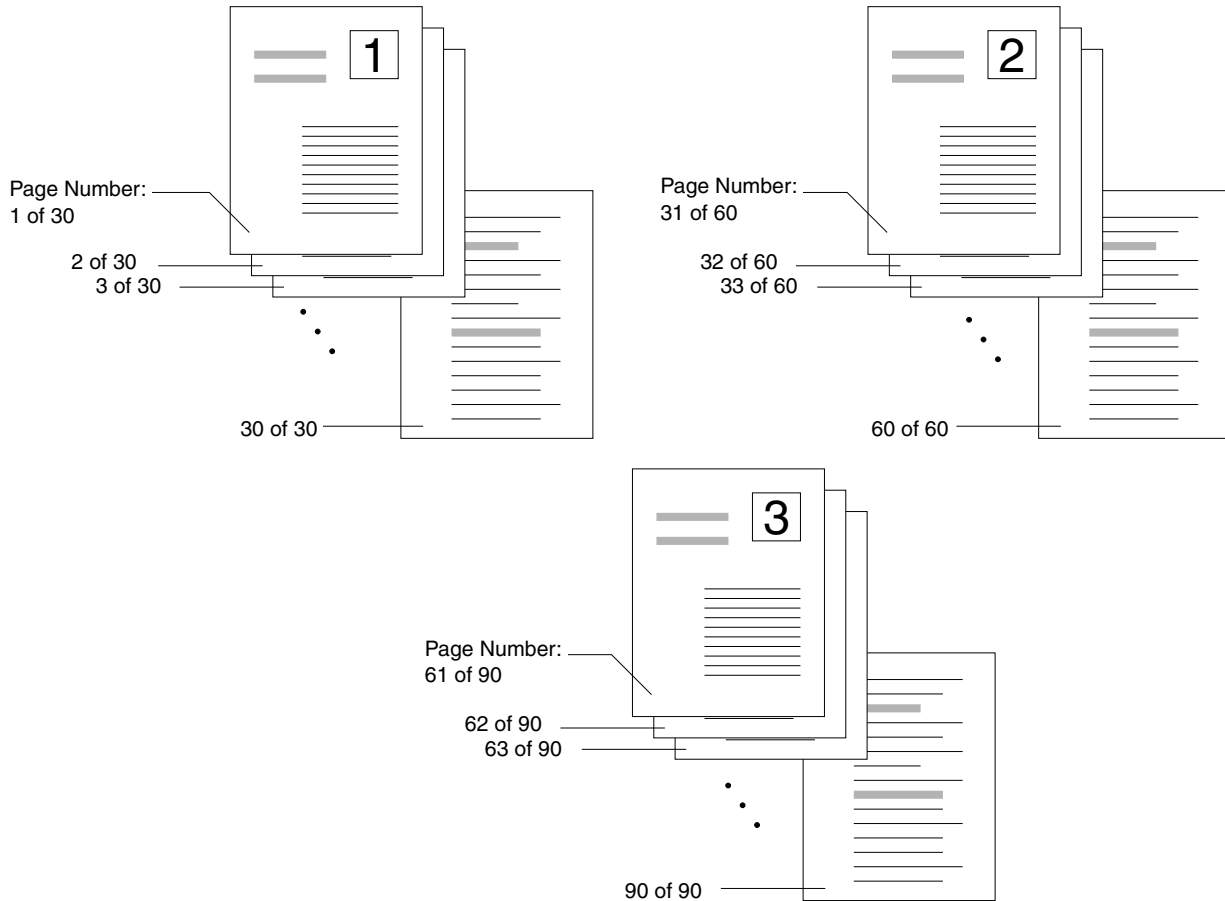 1
Page Number:
1 of 30
2 of 30
3 of 30
30 of 30
2
Page Number:
31 of 60
32 of 60
33 of 60
60 of 60
3
Page Number:
61 of 90
62 of 90
63 of 90
90 of 90